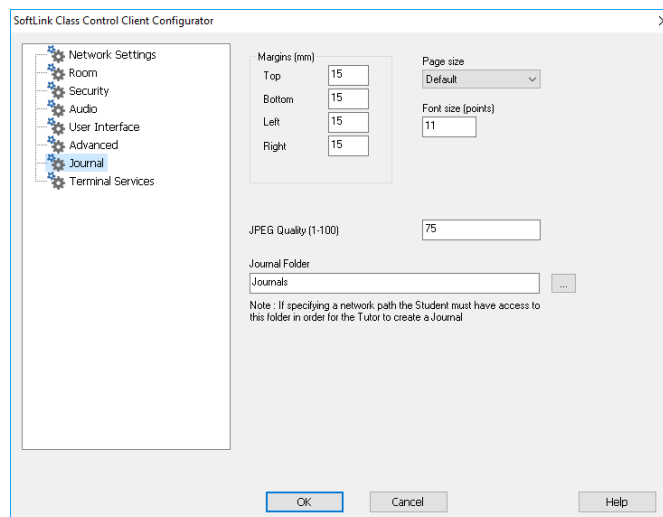 SoftLink Class Control Client Configurator
Network Settings
Room
Security
Audio
User Interface
Advanced
Journal
Terminal Services
Margins (mm)
Top 15
Bottom 15
Left 15
Right 15
Page size
Default
Font size (points)
11
JPEG Quality (1-100) 75
Journal Folder
Journals ...
Note : If specifying a network path the Student must have access to
this folder in order for the Tutor to create a Journal
OK Cancel Help